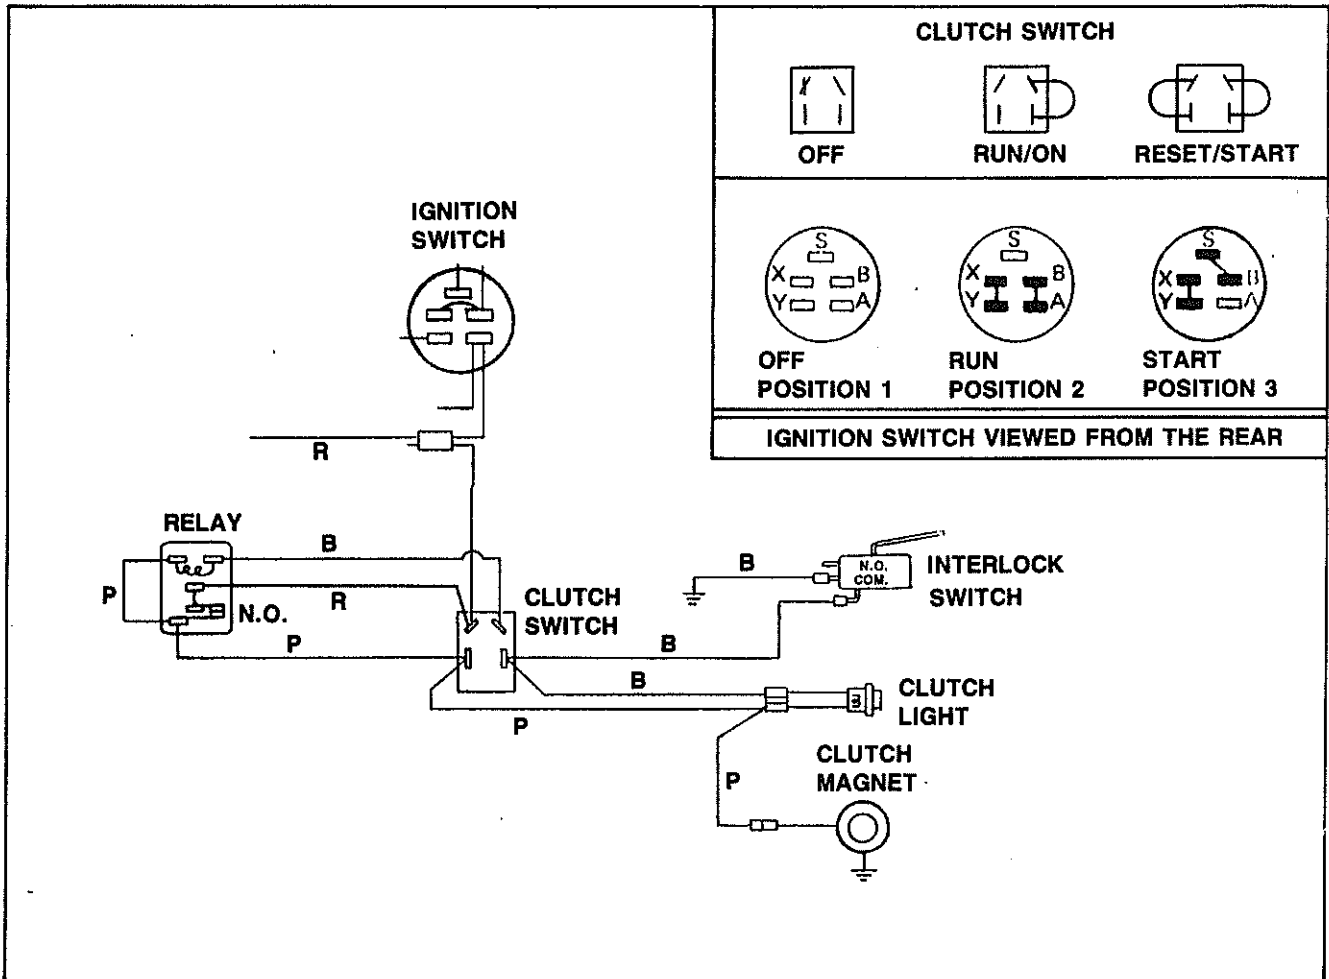 CLUTCH SWITCH
OFF
RUN/ON
RESET/START
IGNITION
SWITCH
S
X
B
Y
A
S
X
B
Y
A
S
X
B
Y
A
OFF
POSITION 1
RUN
POSITION 2
START
POSITION 3
IGNITION SWITCH VIEWED FROM THE REAR
R
RELAY
B
P
R
N.O.
P
CLUTCH
SWITCH
B
N.O.
COM.
INTERLOCK
SWITCH
B
B
P
CLUTCH
LIGHT
CLUTCH
MAGNET
P